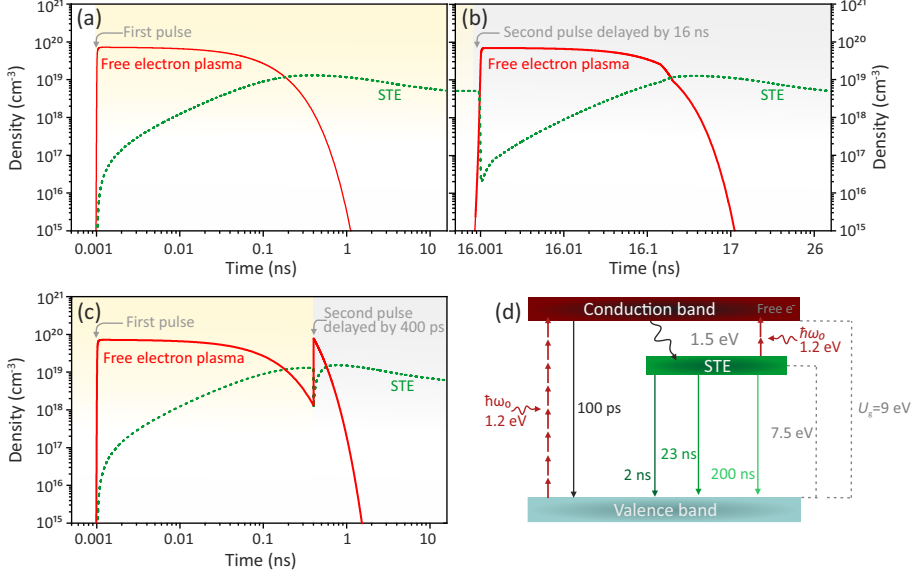 (a)
First pulse
Free electron plasma
STE
Density (cm⁻³)
10²¹
10²⁰
10¹⁹
10¹⁸
10¹⁷
10¹⁶
10¹⁵
0.001
0.01
0.1
1
10
Time (ns)
(b)
Second pulse delayed by 16 ns
Free electron plasma
STE
10²¹
10²⁰
10¹⁹
10¹⁸
10¹⁷
10¹⁶
10¹⁵
Density (cm⁻³)
16.001
16.01
16.1
17
26
Time (ns)
(c)
First pulse
Second pulse
delayed by 400 ps
Free electron plasma
STE
Density (cm⁻³)
10²¹
10²⁰
10¹⁹
10¹⁸
10¹⁷
10¹⁶
10¹⁵
0.001
0.01
0.1
1
10
Time (ns)
(d)
Conduction band
Free e⁻
1.5 eV
ħω₀
1.2 eV
STE
ħω₀
1.2 eV
100 ps
U_g=9 eV
7.5 eV
23 ns
2 ns
200 ns
Valence band